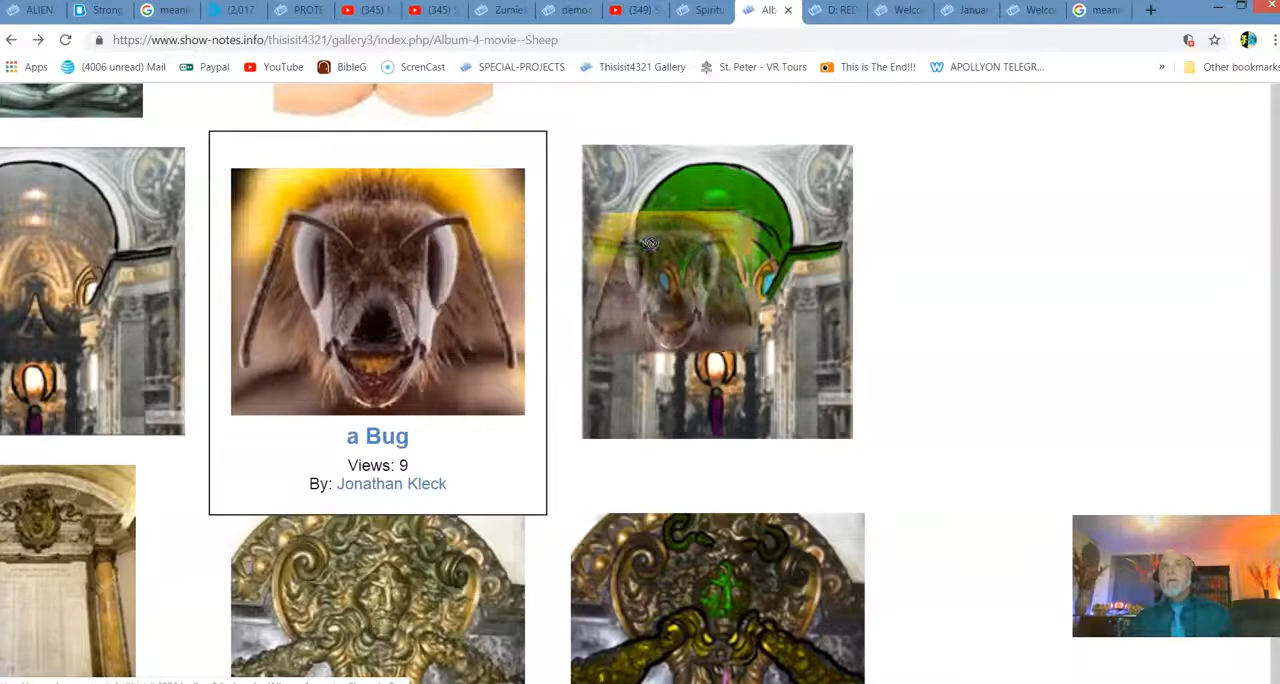 ALIEN
Strong
meani
(2,017
PROTE
(345) M
(345) S
Zumie
democ
(349) S
Spiritu
Alb
D: RE
Welco
Januar
Welco
meani
https://www.show-notes.info/thisisit4321/gallery3/index.php/Album-4-movie--Sheep
Apps
(4006 unread) Mail
Paypal
YouTube
BibleG
ScrenCast
SPECIAL-PROJECTS
Thisisit4321 Gallery
St. Peter - VR Tours
This is The End!!!
APOLLYON TELEGR...
»
Other bookmarks
a Bug
Views: 9
By: Jonathan Kleck